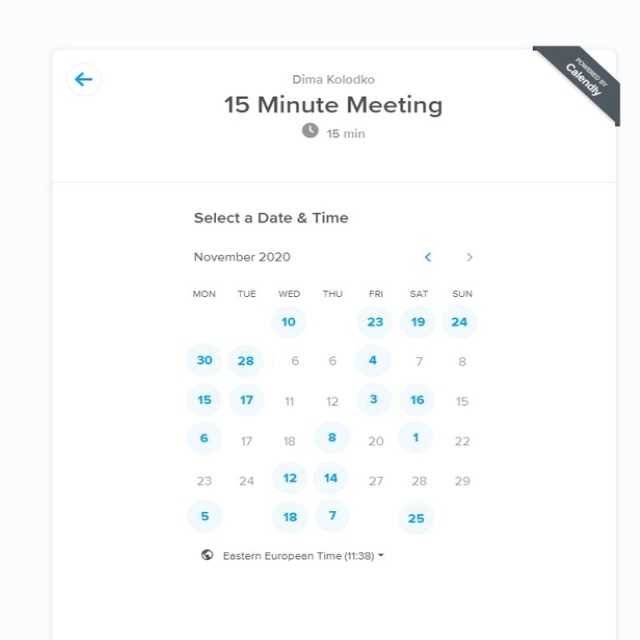 POWERED BY
Calendly
Dima Kolodko
15 Minute Meeting
15 min
Select a Date & Time
November 2020
MON TUE WED THU FRI SAT SUN
10 23 19 24
30 28 6 6 4 7 8
15 17 11 12 3 16 15
6 17 18 8 20 1 22
23 24 12 14 27 28 29
5 18 7 25
Eastern European Time (11:38)